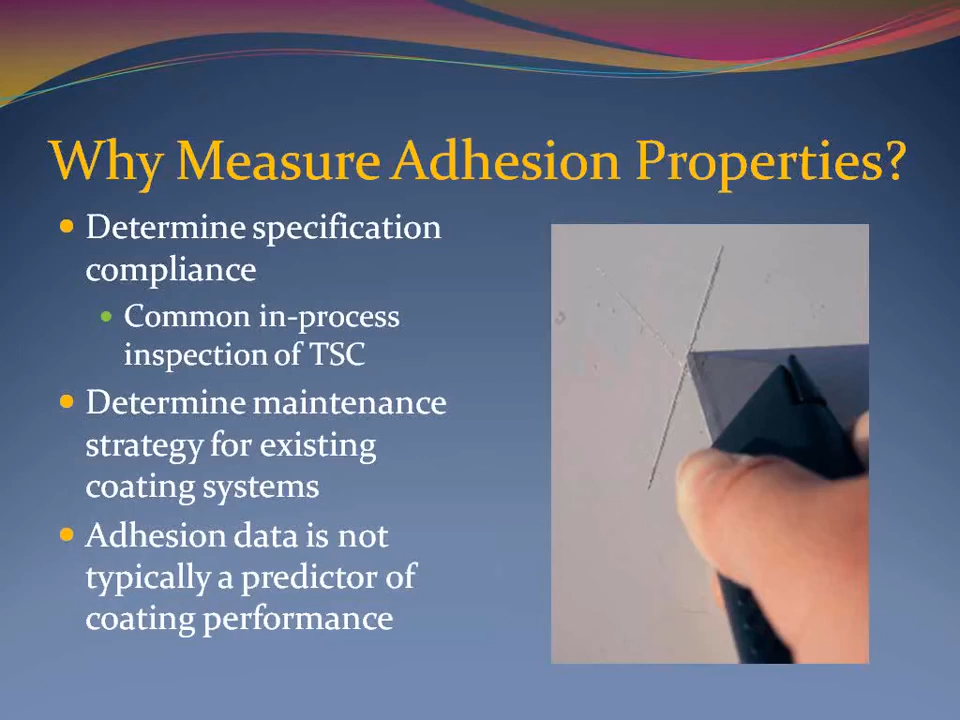 Why Measure Adhesion Properties?
Determine specification
compliance
Common in-process
inspection of TSC
Determine maintenance
strategy for existing
coating systems
Adhesion data is not
typically a predictor of
coating performance